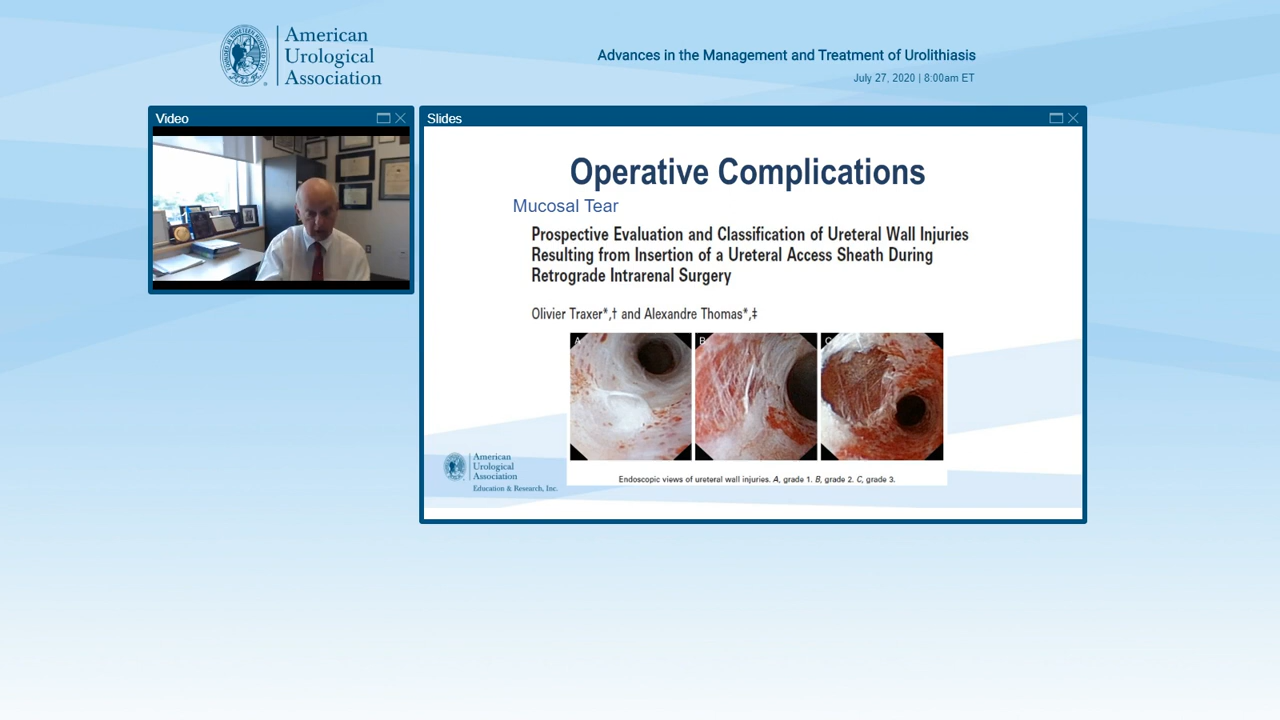 American
Urological
Association
Advances in the Management and Treatment of Urolithiasis
July 27, 2020 | 8:00am ET
Video
Slides
Operative Complications
Mucosal Tear
Prospective Evaluation and Classification of Ureteral Wall Injuries
Resulting from Insertion of a Ureteral Access Sheath During
Retrograde Intrarenal Surgery
Olivier Traxer*,† and Alexandre Thomas*,‡
A
B
C
Endoscopic views of ureteral wall injuries. A, grade 1. B, grade 2. C, grade 3.
American
Urological
Association
Education & Research, Inc.